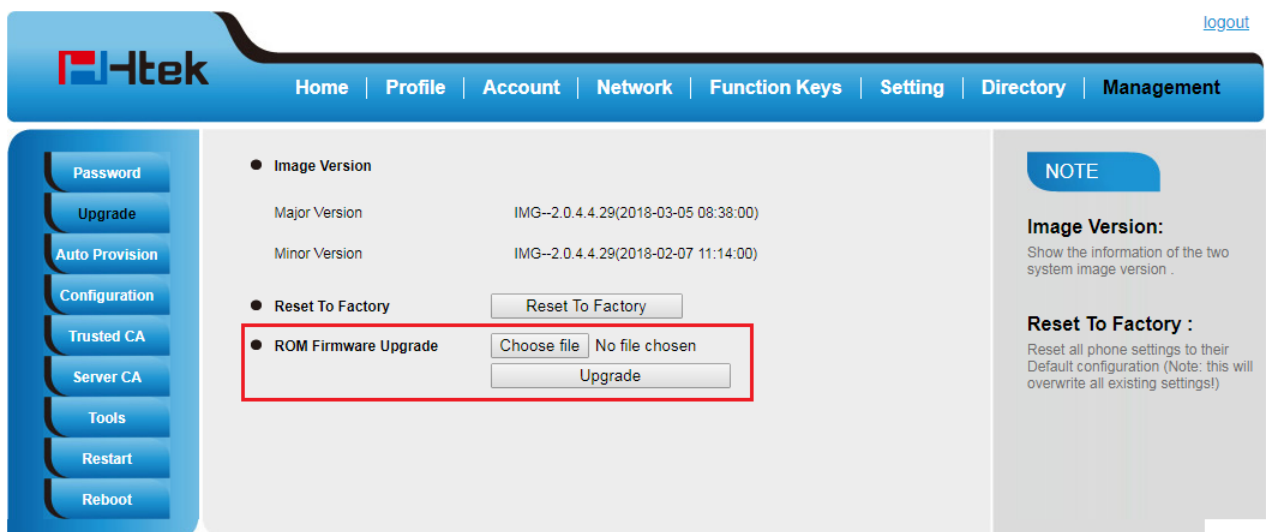 logout
Htek
Home | Profile | Account | Network | Function Keys | Setting | Directory | Management
Password
Upgrade
Auto Provision
Configuration
Trusted CA
Server CA
Tools
Restart
Reboot
Image Version
Major Version IMG--2.0.4.4.29(2018-03-05 08:38:00)
Minor Version IMG--2.0.4.4.29(2018-02-07 11:14:00)
Reset To Factory Reset To Factory
ROM Firmware Upgrade Choose file No file chosen
Upgrade
NOTE
Image Version:
Show the information of the two
system image version .
Reset To Factory :
Reset all phone settings to their
Default configuration (Note: this will
overwrite all existing settings!)